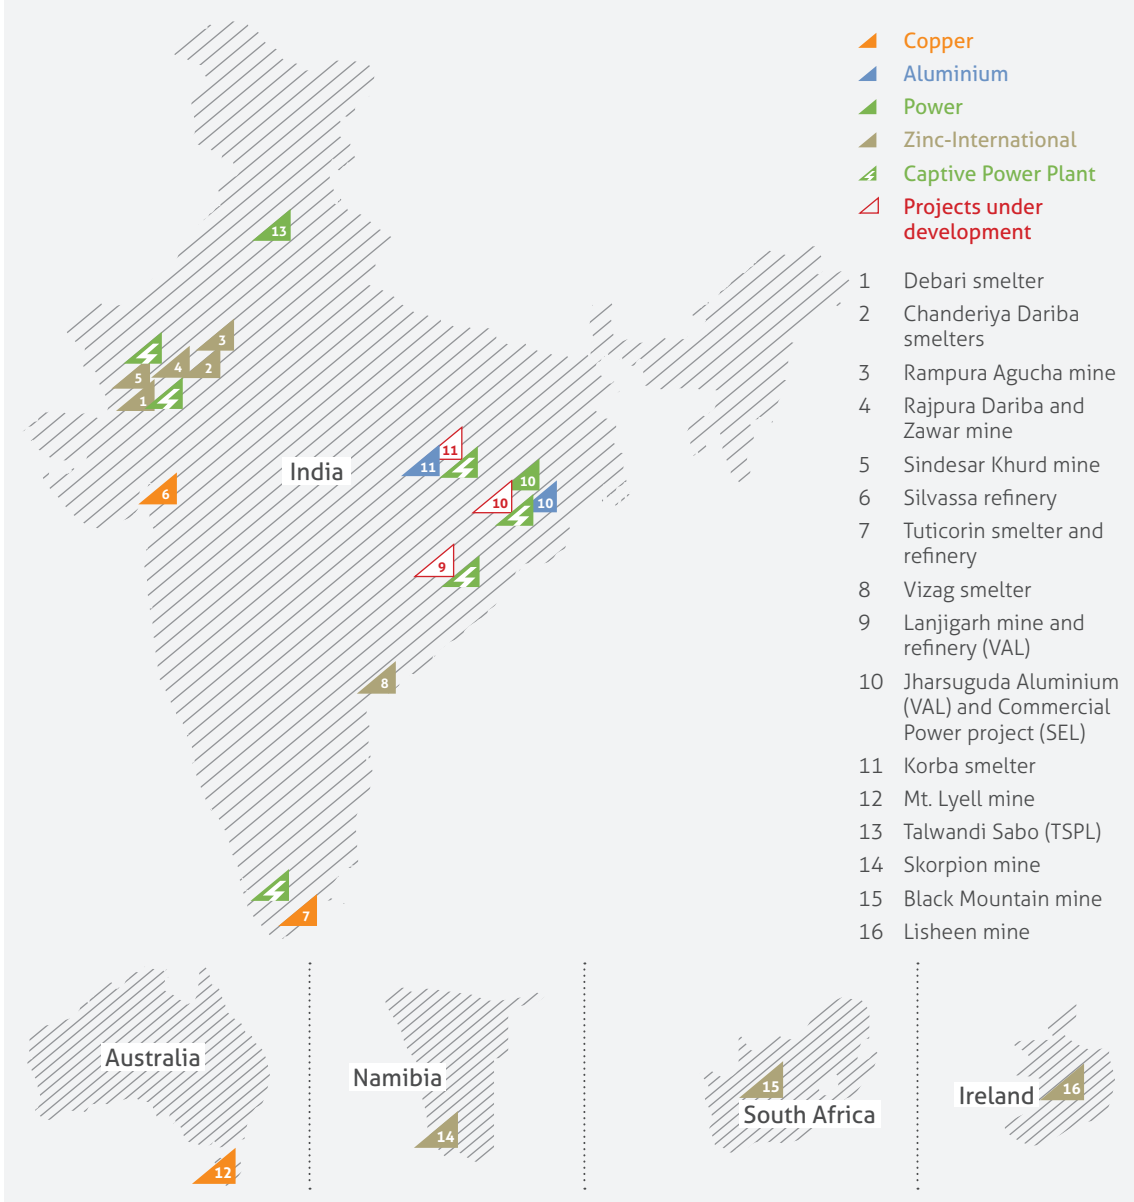 Copper
Aluminium
Power
Zinc-International
Captive Power Plant
Projects under
development
1 Debari smelter
2 Chanderiya Dariba
smelters
3 Rampura Agucha mine
4 Rajpura Dariba and
Zawar mine
5 Sindesar Khurd mine
6 Silvassa refinery
7 Tuticorin smelter and
refinery
8 Vizag smelter
9 Lanjigarh mine and
refinery (VAL)
10 Jharsuguda Aluminium
(VAL) and Commercial
Power project (SEL)
11 Korba smelter
12 Mt. Lyell mine
13 Talwandi Sabo (TSPL)
14 Skorpion mine
15 Black Mountain mine
16 Lisheen mine
13
3
4
2
5
1
India
6
11
11
10
10
10
9
8
7
Australia
12
Namibia
14
15
South Africa
Ireland
16